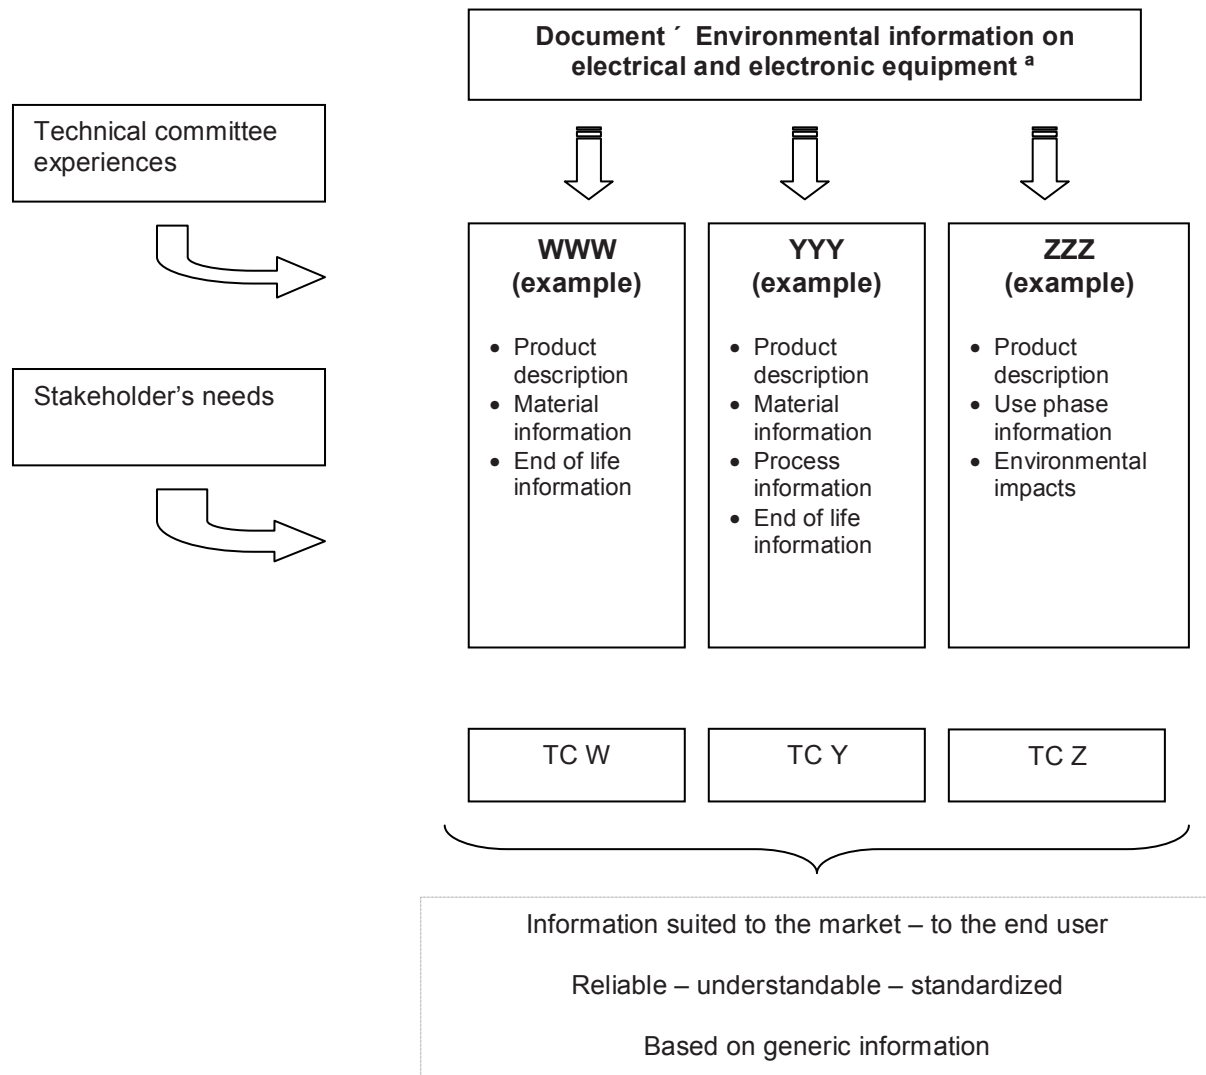 Document ´ Environmental information on
electrical and electronic equipment ª
Technical committee
experiences
Stakeholder’s needs
WWW
(example)
• Product
description
• Material
information
• End of life
information
YYY
(example)
• Product
description
• Material
information
• Process
information
• End of life
information
ZZZ
(example)
• Product
description
• Use phase
information
• Environmental
impacts
TC W
TC Y
TC Z
Information suited to the market – to the end user
Reliable – understandable – standardized
Based on generic information